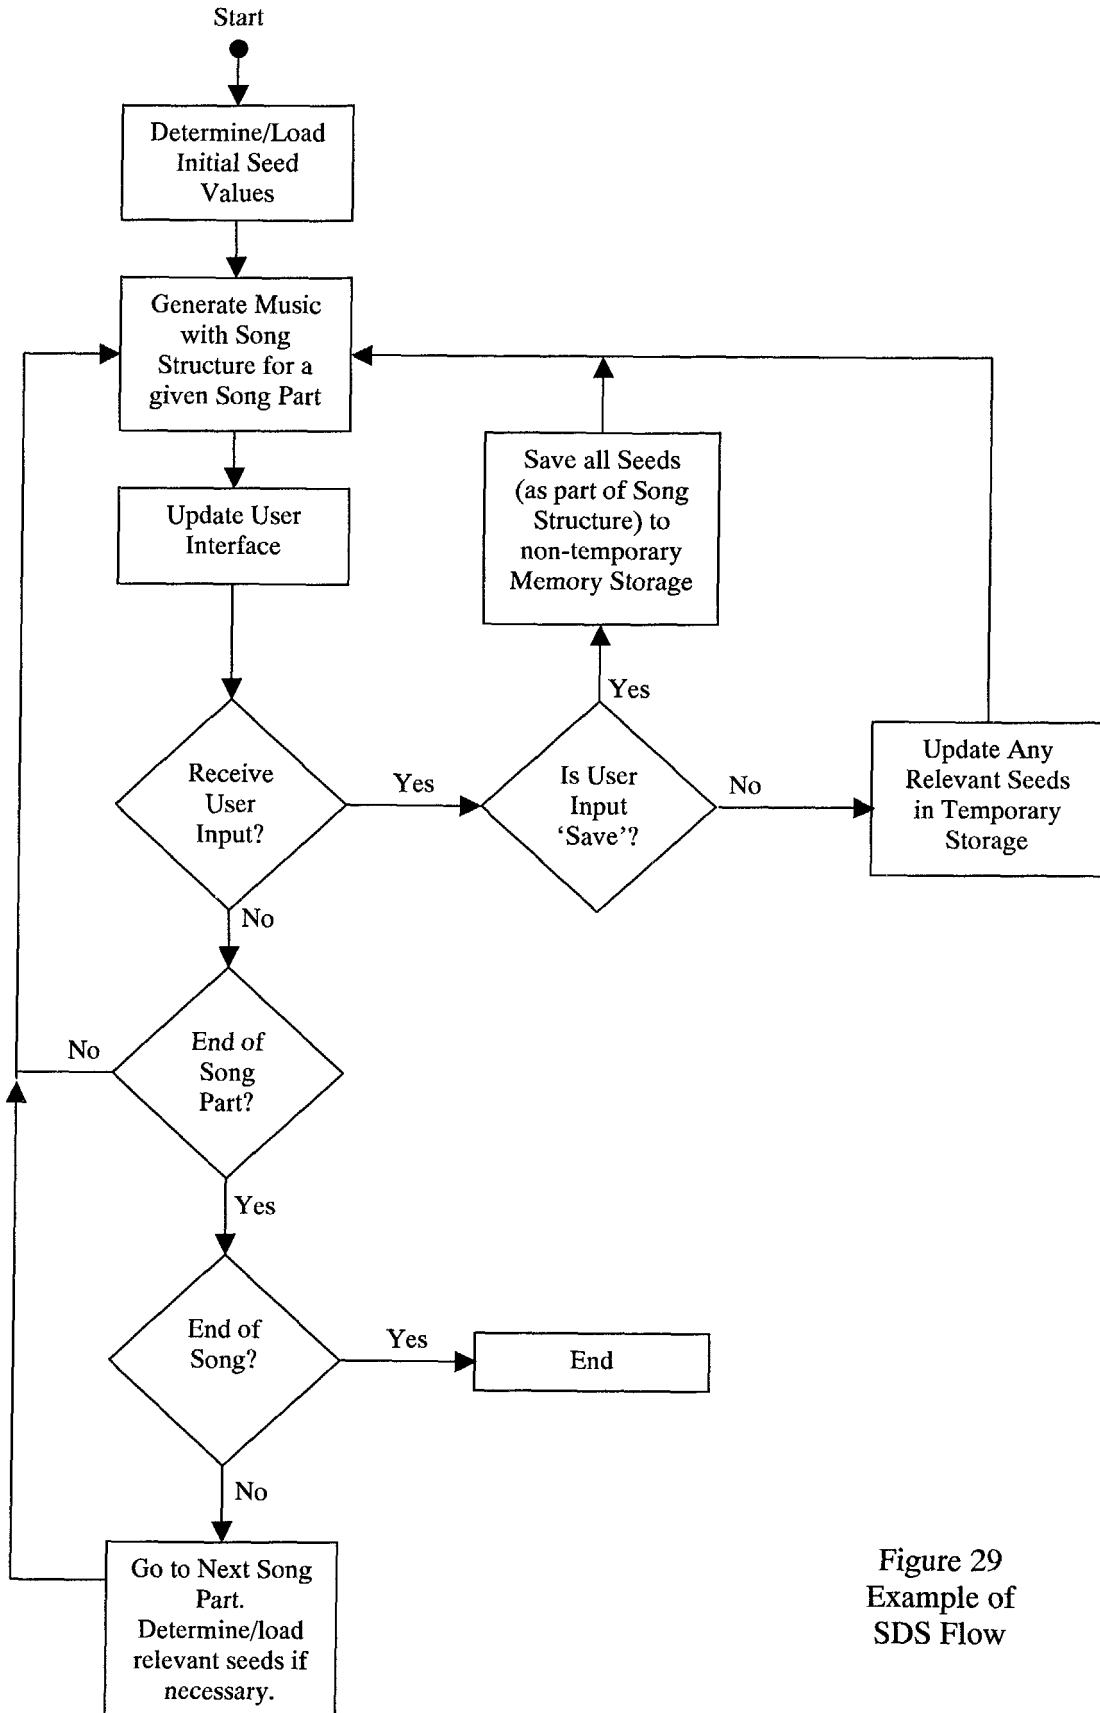 Start
Determine/Load
Initial Seed
Values
Generate Music
with Song
Structure for a
given Song Part
Update User
Interface
Save all Seeds
(as part of Song
Structure) to
non-temporary
Memory Storage
Yes
Receive
User
Input?
Yes
Is User
Input
‘Save’?
No
Update Any
Relevant Seeds
in Temporary
Storage
No
End of
Song
Part?
No
Yes
End of
Song?
Yes
End
No
Go to Next Song
Part.
Determine/load
relevant seeds if
necessary.
Figure 29
Example of
SDS Flow